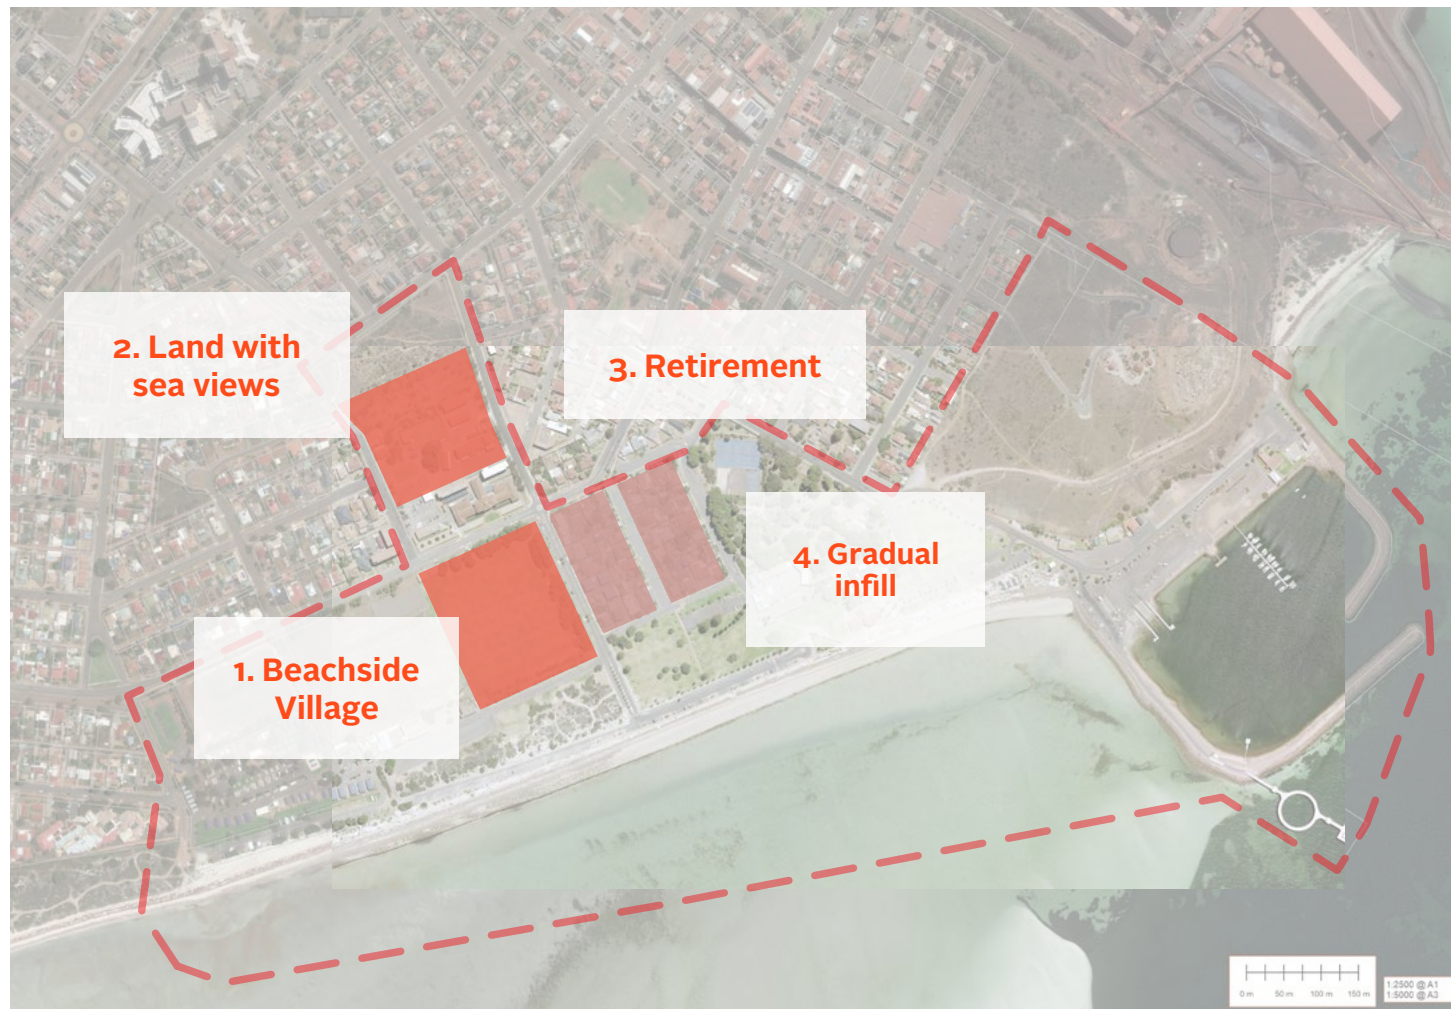 2. Land with
sea views
3. Retirement
4. Gradual
infill
1. Beachside
Village
0 m 50 m 100 m 150 m
1:2500 @ A1
1:5000 @ A3